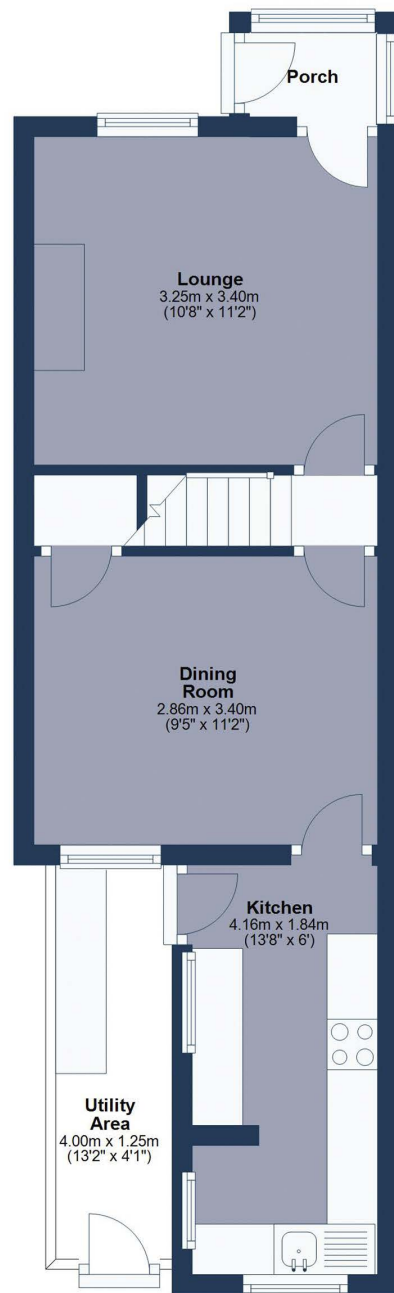 Porch
Lounge
3.25m x 3.40m
(10'8" x 11'2")
Dining
Room
2.86m x 3.40m
(9'5" x 11'2")
Kitchen
4.16m x 1.84m
(13'8" x 6')
Utility
Area
4.00m x 1.25m
(13'2" x 4'1")